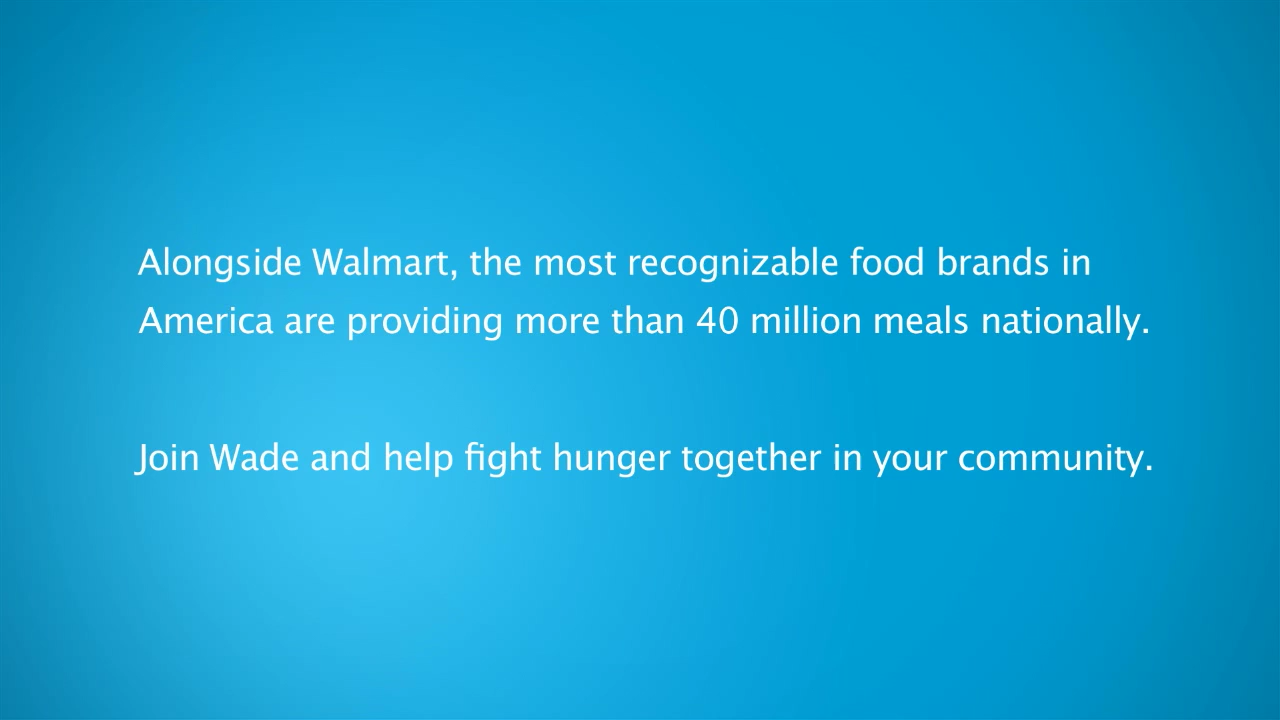 Alongside Walmart, the most recognizable food brands in
America are providing more than 40 million meals nationally.
Join Wade and help fight hunger together in your community.